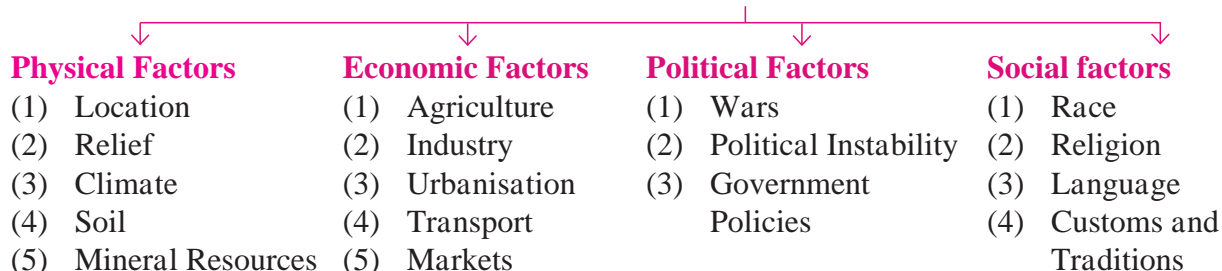 Physical Factors
(1) Location
(2) Relief
(3) Climate
(4) Soil
(5) Mineral Resources
Economic Factors
(1) Agriculture
(2) Industry
(3) Urbanisation
(4) Transport
(5) Markets
Political Factors
(1) Wars
(2) Political Instability
(3) Government
Policies
Social factors
(1) Race
(2) Religion
(3) Language
(4) Customs and
Traditions